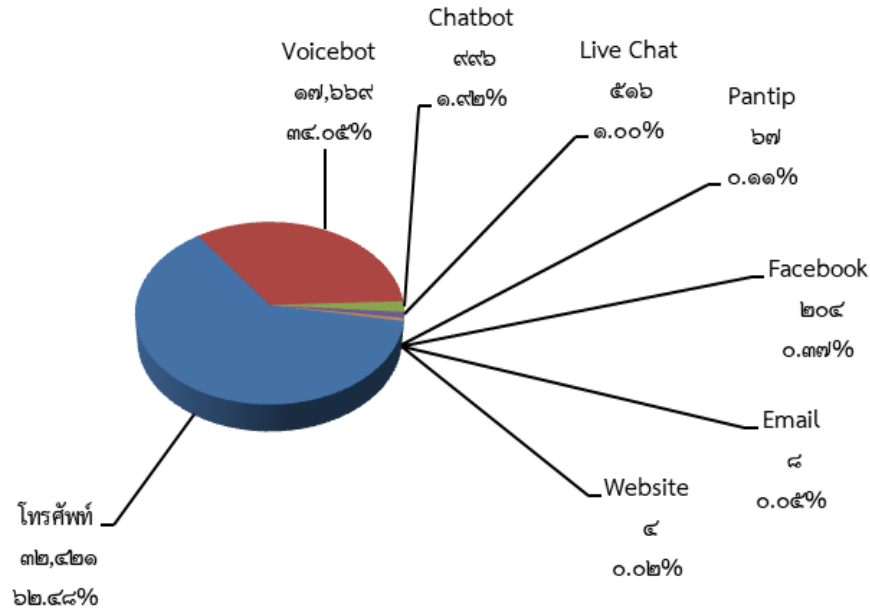 Chatbot
๙๙๖
๑.๙๒%
Voicebot
๑๗,๖๖๙
๓๔.๐๕%
Live Chat
๕๑๖
๑.๐๐%
Pantip
๖๗
๐.๑๑%
Facebook
๒๐๔
๐.๓๗%
Email
๘
๐.๐๕%
Website
๔
๐.๐๒%
โทรศัพท์
๓๒,๔๒๑
๖๒.๔๘%